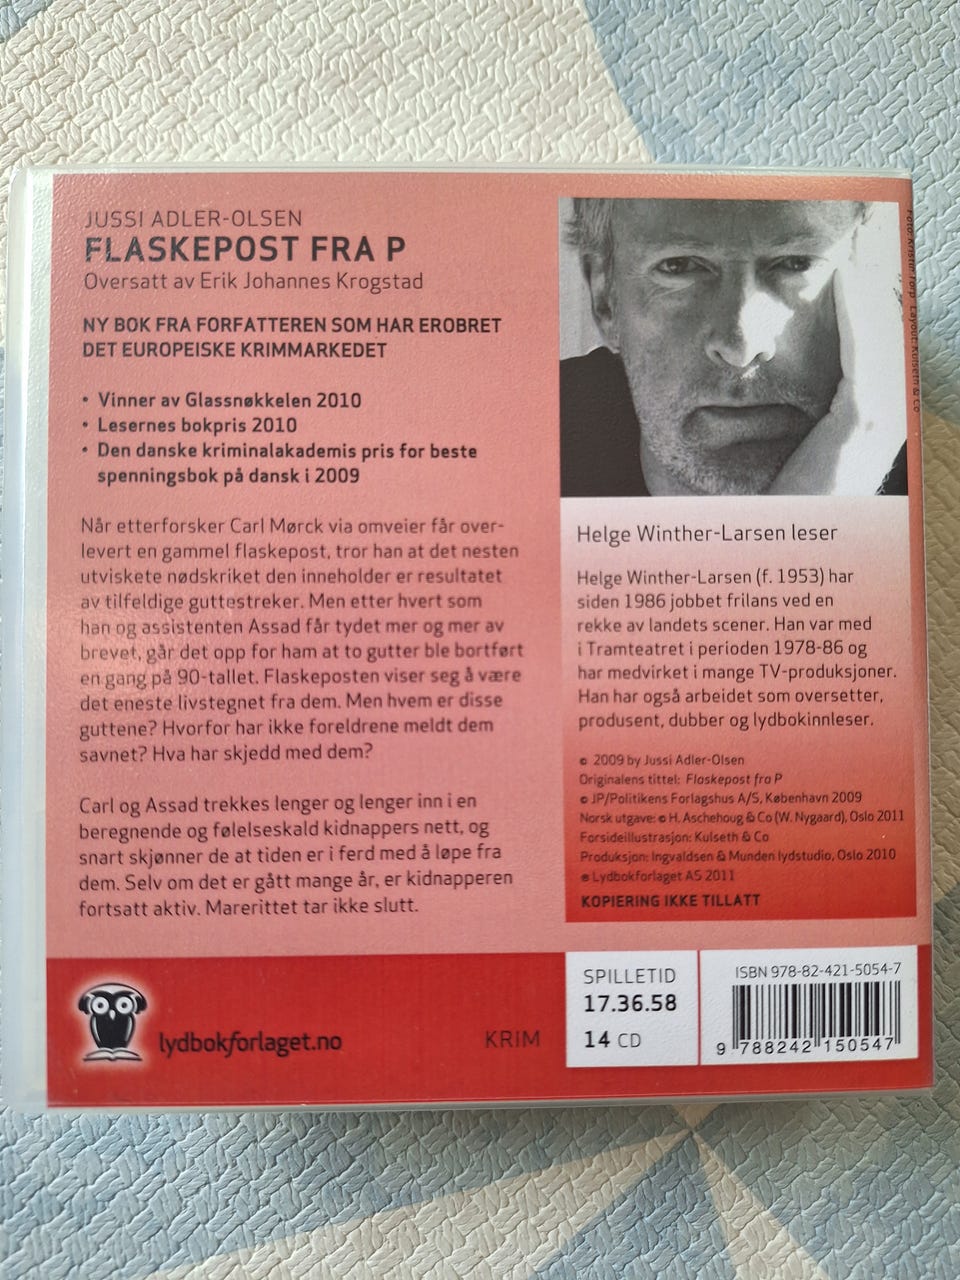 JUSSI ADLER-OLSEN
FLASKEPOST FRA P
Oversatt av Erik Johannes Krogstad
NY BOK FRA FORFATTEREN SOM HAR EROBRET
DET EUROPEISKE KRIMMARKEDET
• Vinner av Glassnøkkelen 2010
• Lesernes bokpris 2010
• Den danske kriminalakademis pris for beste
spenningsbok på dansk i 2009
Når etterforsker Carl Mørck via omveier får over-
levert en gammel flaskepost, tror han at det nesten
utviskete nødskriket den inneholder er resultatet
av tilfeldige guttestreker. Men etter hvert som
han og assistenten Assad får tydet mer og mer av
brevet, går det opp for ham at to gutter ble bortført
en gang på 90-tallet. Flaskeposten viser seg å være
det eneste livstegnet fra dem. Men hvem er disse
guttene? Hvorfor har ikke foreldrene meldt dem
savnet? Hva har skjedd med dem?
Carl og Assad trekkes lenger og lenger inn i en
beregnende og følelseskald kidnappers nett, og
snart skjønner de at tiden er i ferd med å løpe fra
dem. Selv om det er gått mange år, er kidnapperen
fortsatt aktiv. Marerittet tar ikke slutt.
Foto: Krister Torp Layout: Kulseth & Co
Helge Winther-Larsen leser
Helge Winther-Larsen (f. 1953) har
siden 1986 jobbet frilans ved en
rekke av landets scener. Han var med
i Tramteatret i perioden 1978-86 og
har medvirket i mange TV-produksjoner.
Han har også arbeidet som oversetter,
produsent, dubber og lydbokinnleser.
© 2009 by Jussi Adler-Olsen
Originalens tittel: Flaskepost fra P
© JP/Politikens Forlagshus A/S, København 2009
Norsk utgave: © H. Aschehoug & Co (W. Nygaard), Oslo 2011
Forsideillustrasjon: Kulseth & Co
Produksjon: Ingvaldsen & Munden lydstudio, Oslo 2010
℗ Lydbokforlaget AS 2011
KOPIERING IKKE TILLATT
lydbokforlaget.no
KRIM
SPILLETID
17.36.58
14 CD
ISBN 978-82-421-5054-7
9 788242 150547